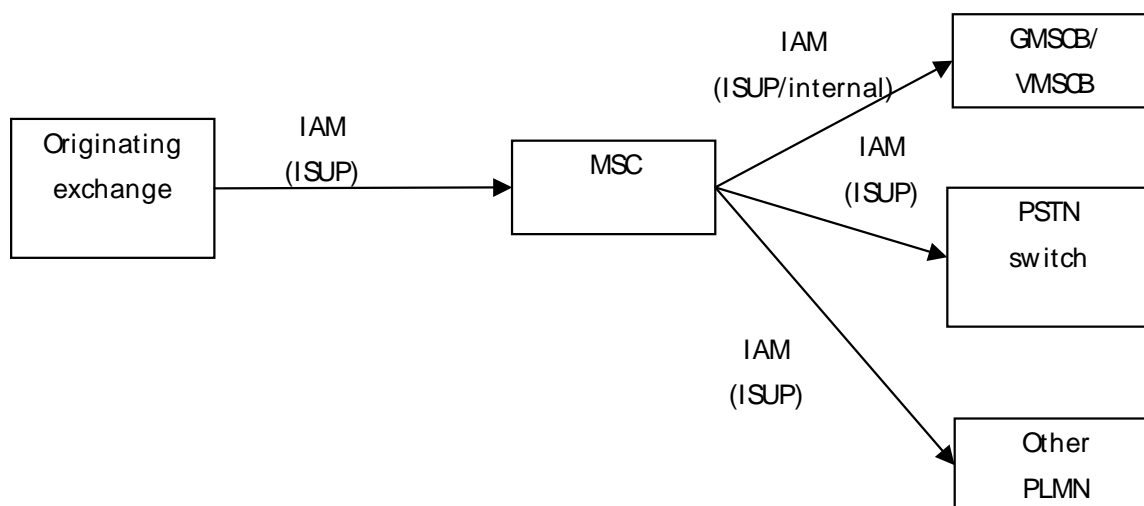 IAM
(ISUP/internal)
GMSCB/
VMSCB
Originating
exchange
IAM
(ISUP)
MSC
IAM
(ISUP)
PSTN
switch
IAM
(ISUP)
Other
PLMN